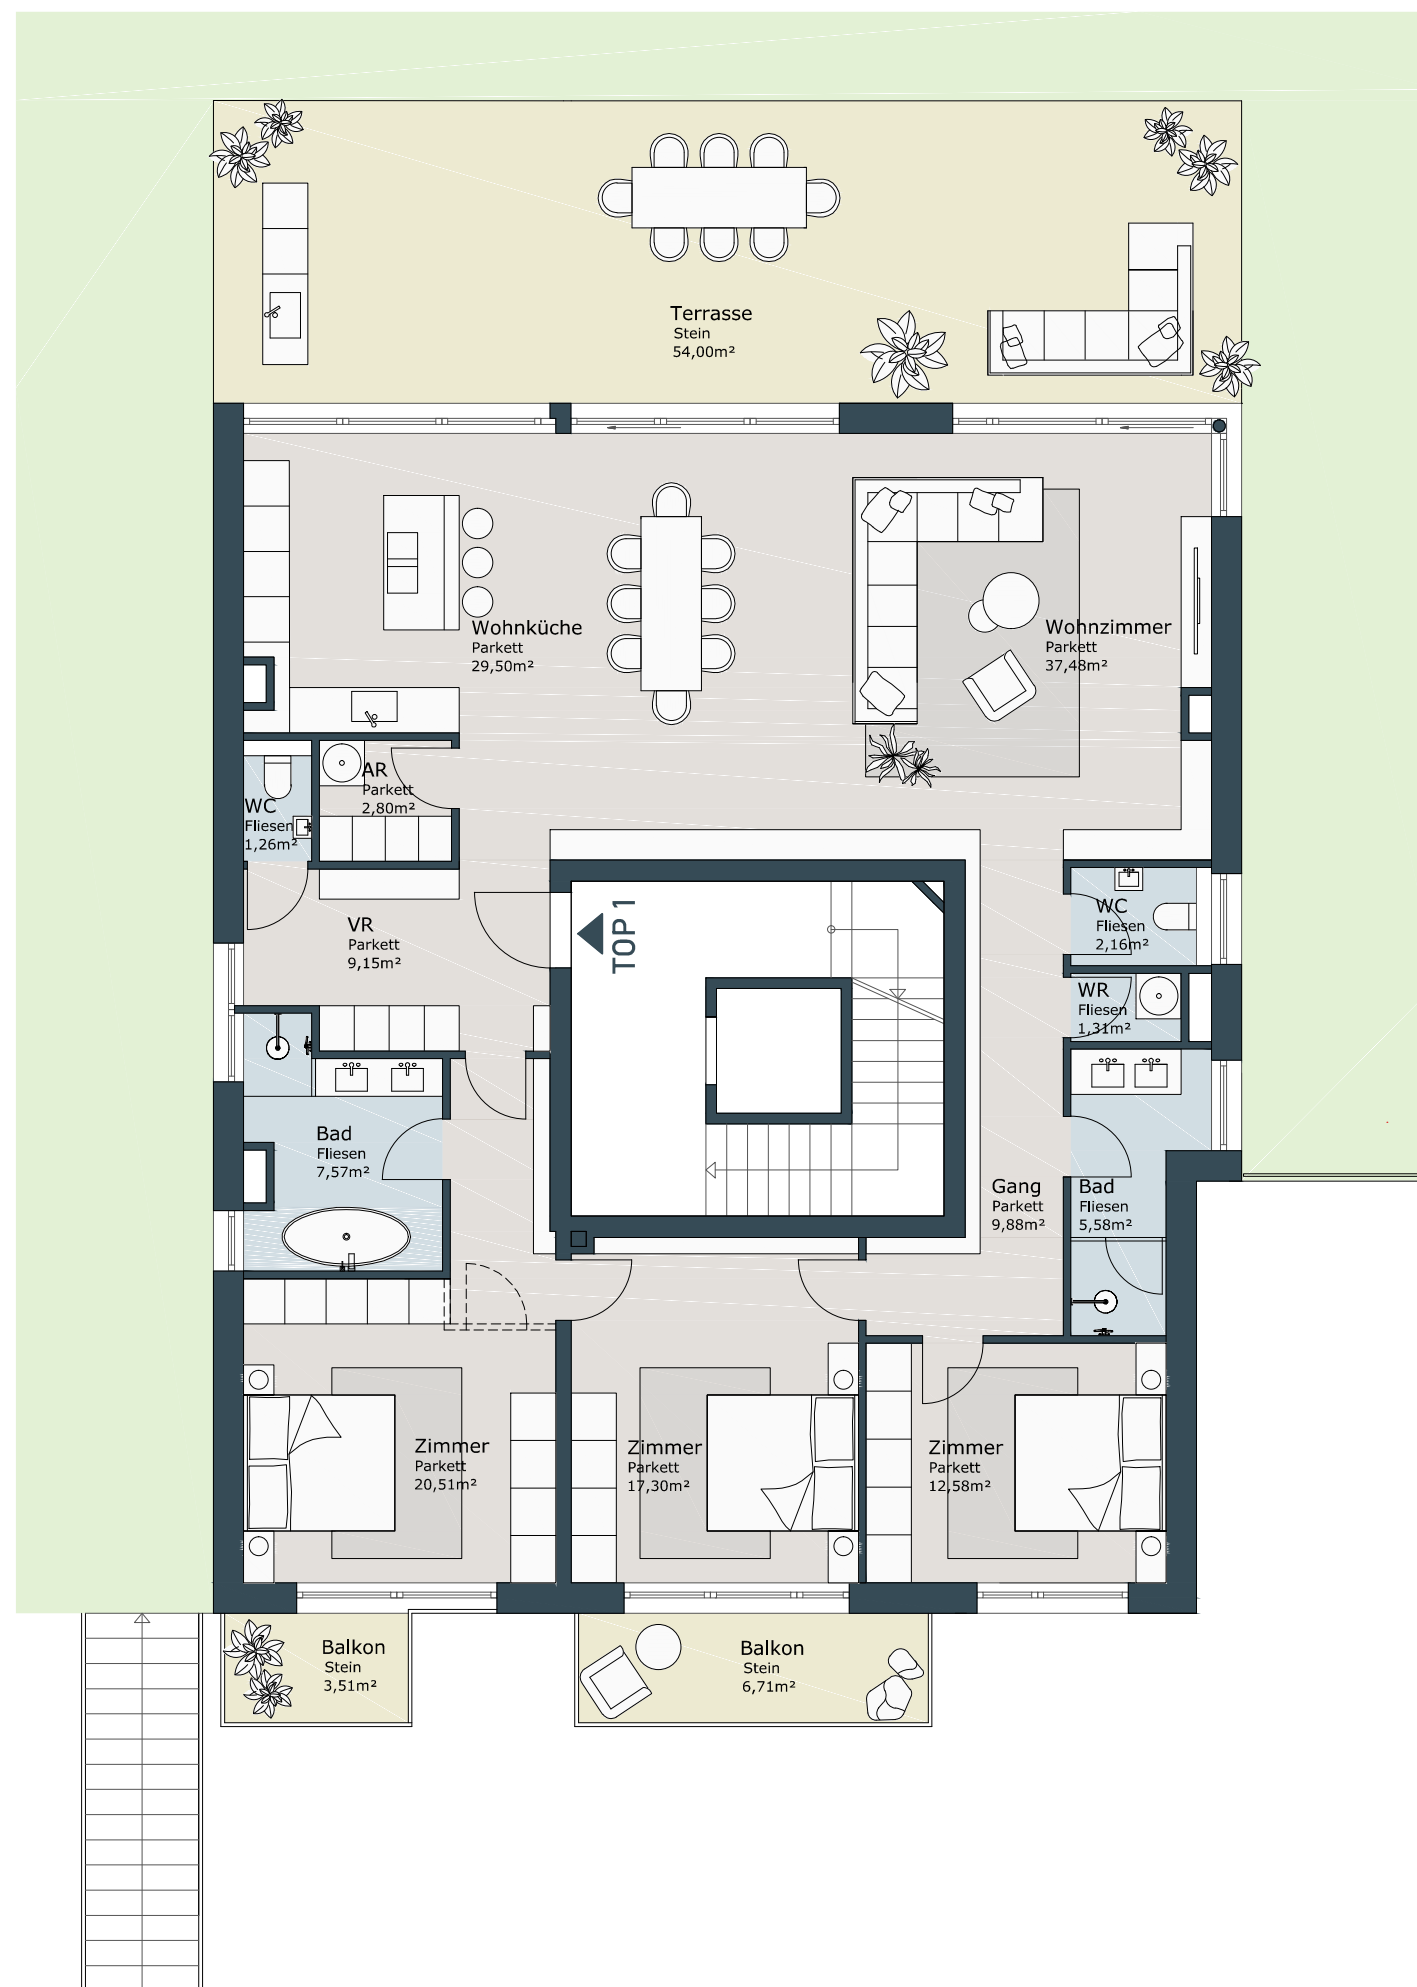 Terrasse
Stein
54,00m²
Wohnküche
Parkett
29,50m²
Wohnzimmer
Parkett
37,48m²
AR
Parkett
2,80m²
WC
Fliesen
1,26m²
VR
Parkett
9,15m²
TOP 1
WC
Fliesen
2,16m²
WR
Fliesen
1,31m²
Bad
Fliesen
7,57m²
Gang
Parkett
9,88m²
Bad
Fliesen
5,58m²
Zimmer
Parkett
20,51m²
Zimmer
Parkett
17,30m²
Zimmer
Parkett
12,58m²
Balkon
Stein
3,51m²
Balkon
Stein
6,71m²